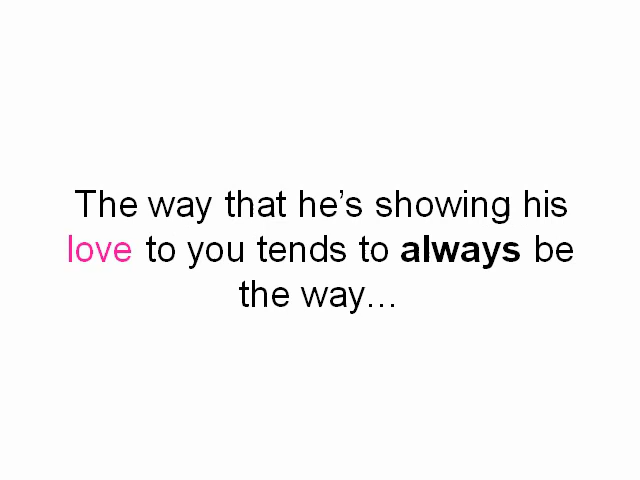 The way that he’s showing his
love to you tends to always be
the way...